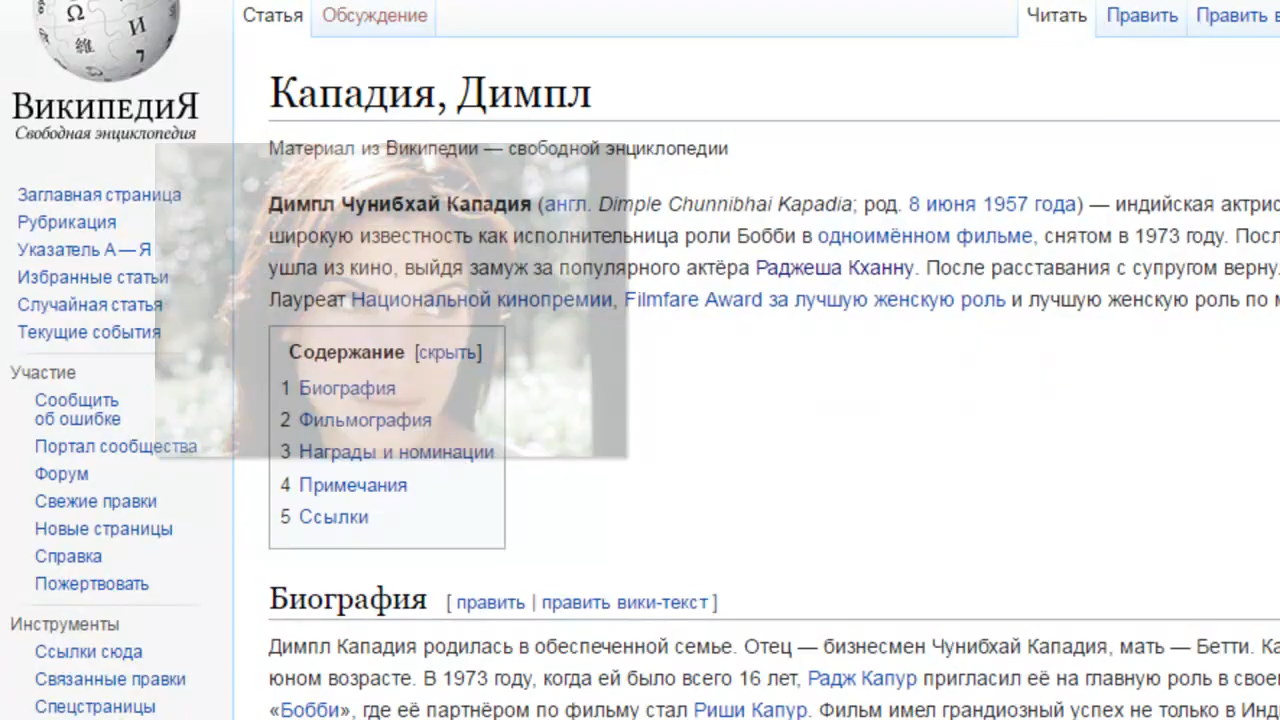 Статья Обсуждение Читать Править Править в
ВикипедиЯ
Свободная энциклопедия
Заглавная страница
Рубрикация
Указатель А — Я
Избранные статьи
Случайная статья
Текущие события
Участие
Сообщить
об ошибке
Портал сообщества
Форум
Свежие правки
Новые страницы
Справка
Пожертвовать
Инструменты
Ссылки сюда
Связанные правки
Спецстраницы
Кападия, Димпл
Материал из Википедии — свободной энциклопедии
Димпл Чунибхай Кападия (англ. Dimple Chunnibhai Kapadia; род. 8 июня 1957 года) — индийская актрис
широкую известность как исполнительница роли Бобби в одноимённом фильме, снятом в 1973 году. Посл
ушла из кино, выйдя замуж за популярного актёра Раджеша Кханну. После расставания с супругом верну
Лауреат Национальной кинопремии, Filmfare Award за лучшую женскую роль и лучшую женскую роль по м
Содержание [скрыть]
1 Биография
2 Фильмография
3 Награды и номинации
4 Примечания
5 Ссылки
Биография [ править | править вики-текст ]
Димпл Кападия родилась в обеспеченной семье. Отец — бизнесмен Чунибхай Кападия, мать — Бетти. Ка
юном возрасте. В 1973 году, когда ей было всего 16 лет, Радж Капур пригласил её на главную роль в свое
«Бобби», где её партнёром по фильму стал Риши Капур. Фильм имел грандиозный успех не только в Инд